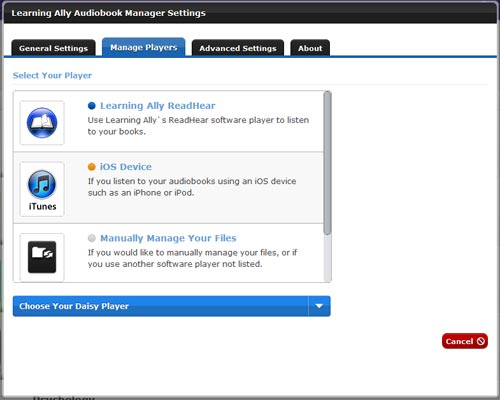 Learning Ally Audiobook Manager Settings
General Settings
Manage Players
Advanced Settings
About
Select Your Player
Learning Ally ReadHear
Use Learning Ally`s ReadHear software player to listen
to your books.
iOS Device
If you listen to your audiobooks using an iOS device
such as an iPhone or iPod.
iTunes
Manually Manage Your Files
If you would like to manually manage your files, or if
you use another software player not listed.
Choose Your Daisy Player
Cancel
Psychology